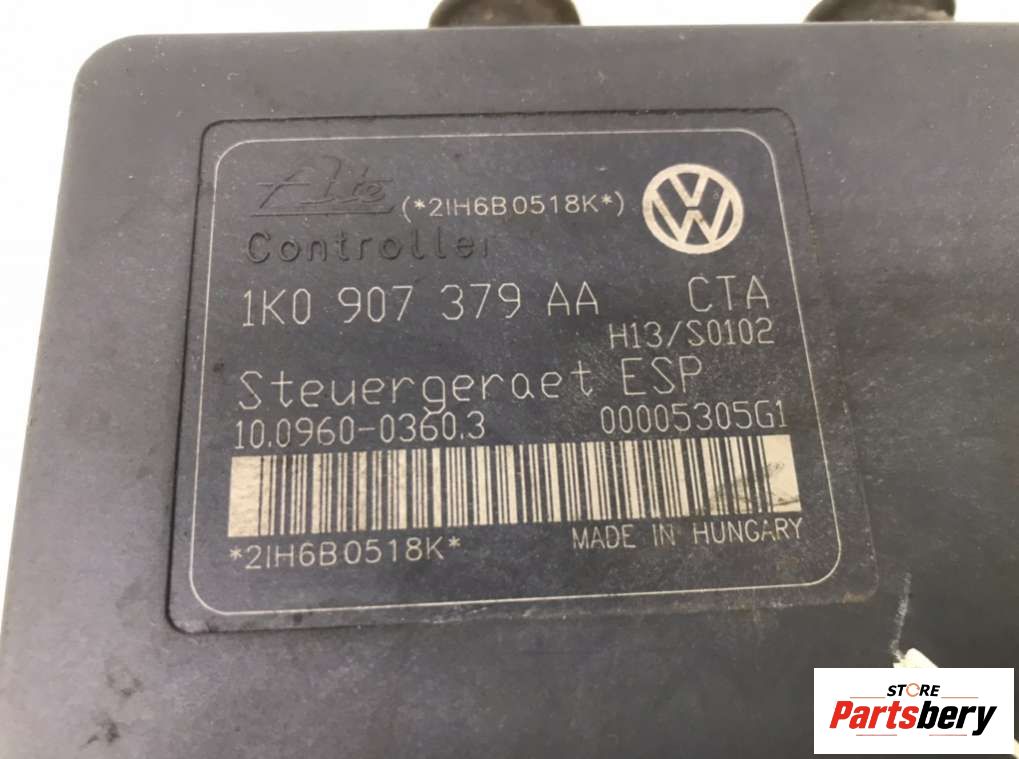 Ate (*2IH6B0518K*)
Controller
1K0 907 379 AA CTA
H13/S0102
Steuergeraet ESP
10.0960-0360.3 00005305G1
MADE IN HUNGARY
*2IH6B0518K*
STORE
Partsbery